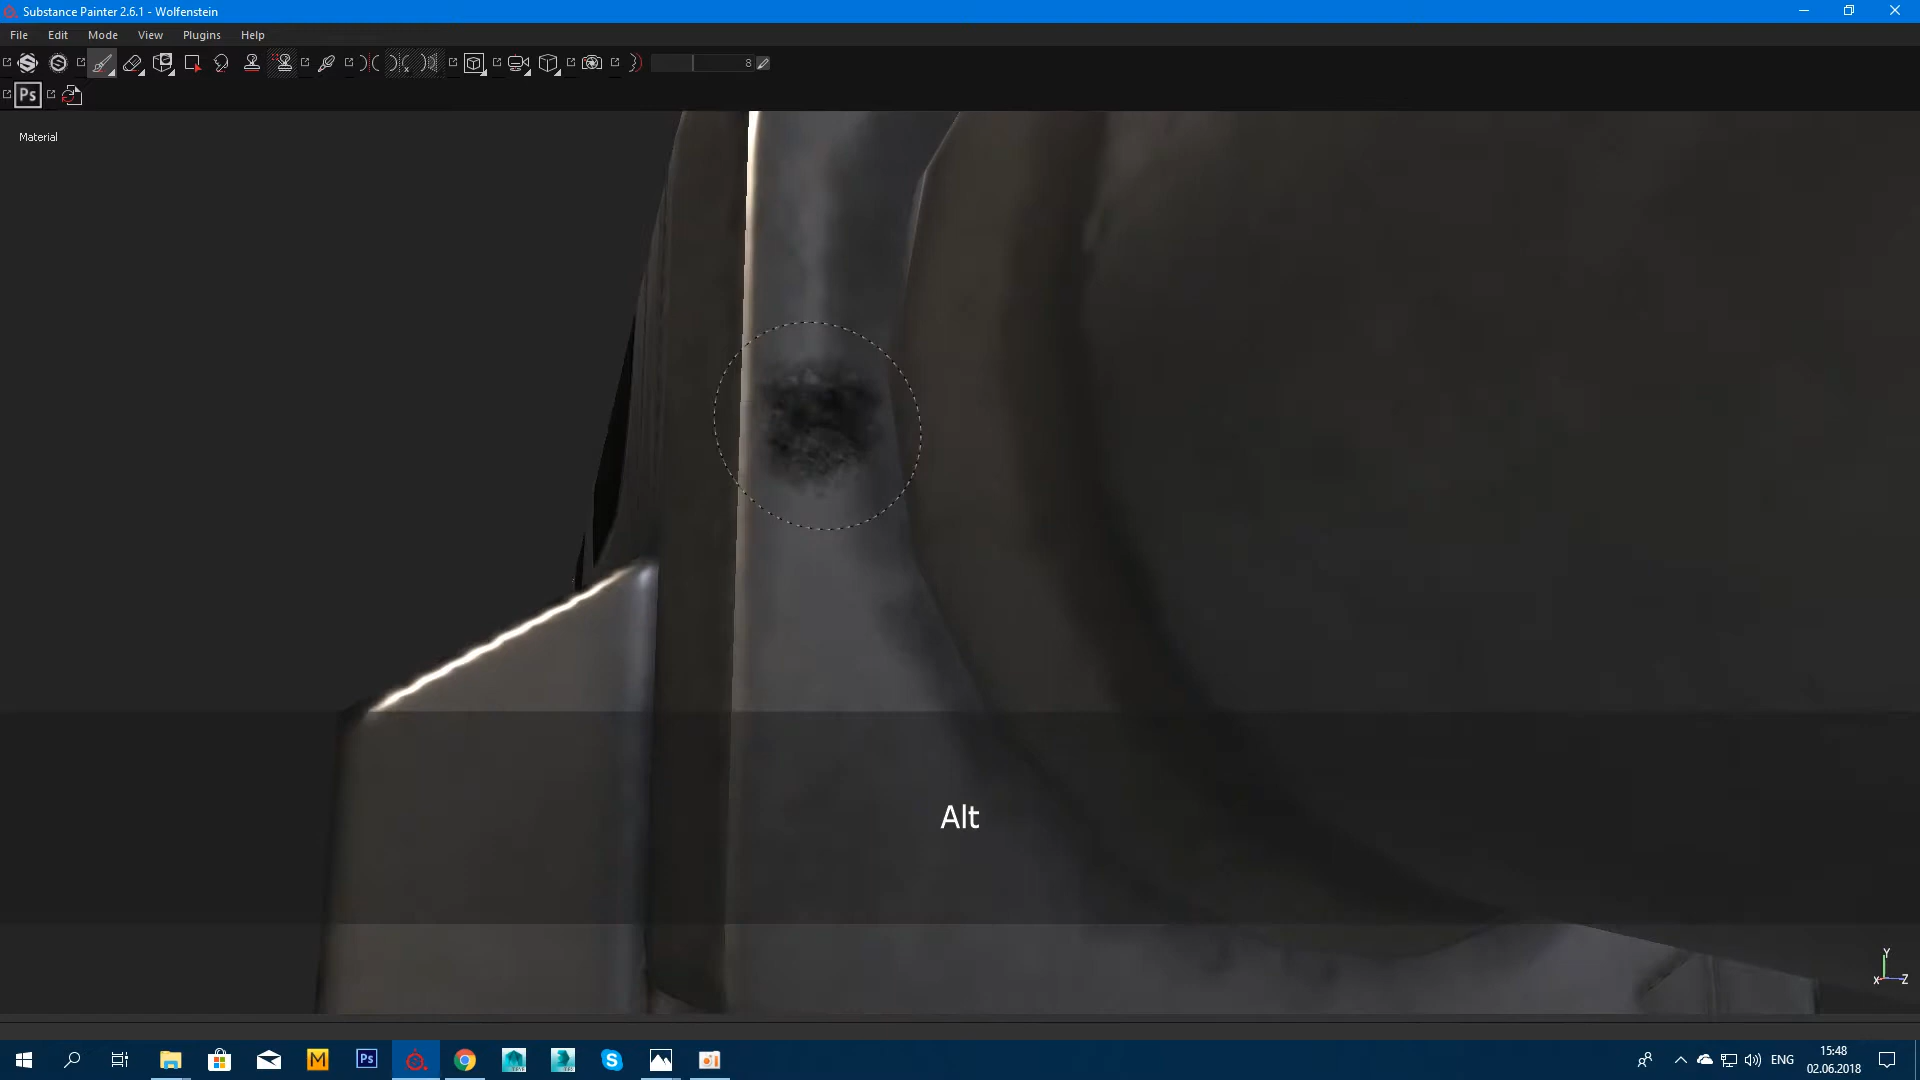 Substance Painter 2.6.1 - Wolfenstein
File Edit Mode View Plugins Help
8
Ps
Material
Alt
Y
X Z
Ps
ENG
15:48
02.06.2018